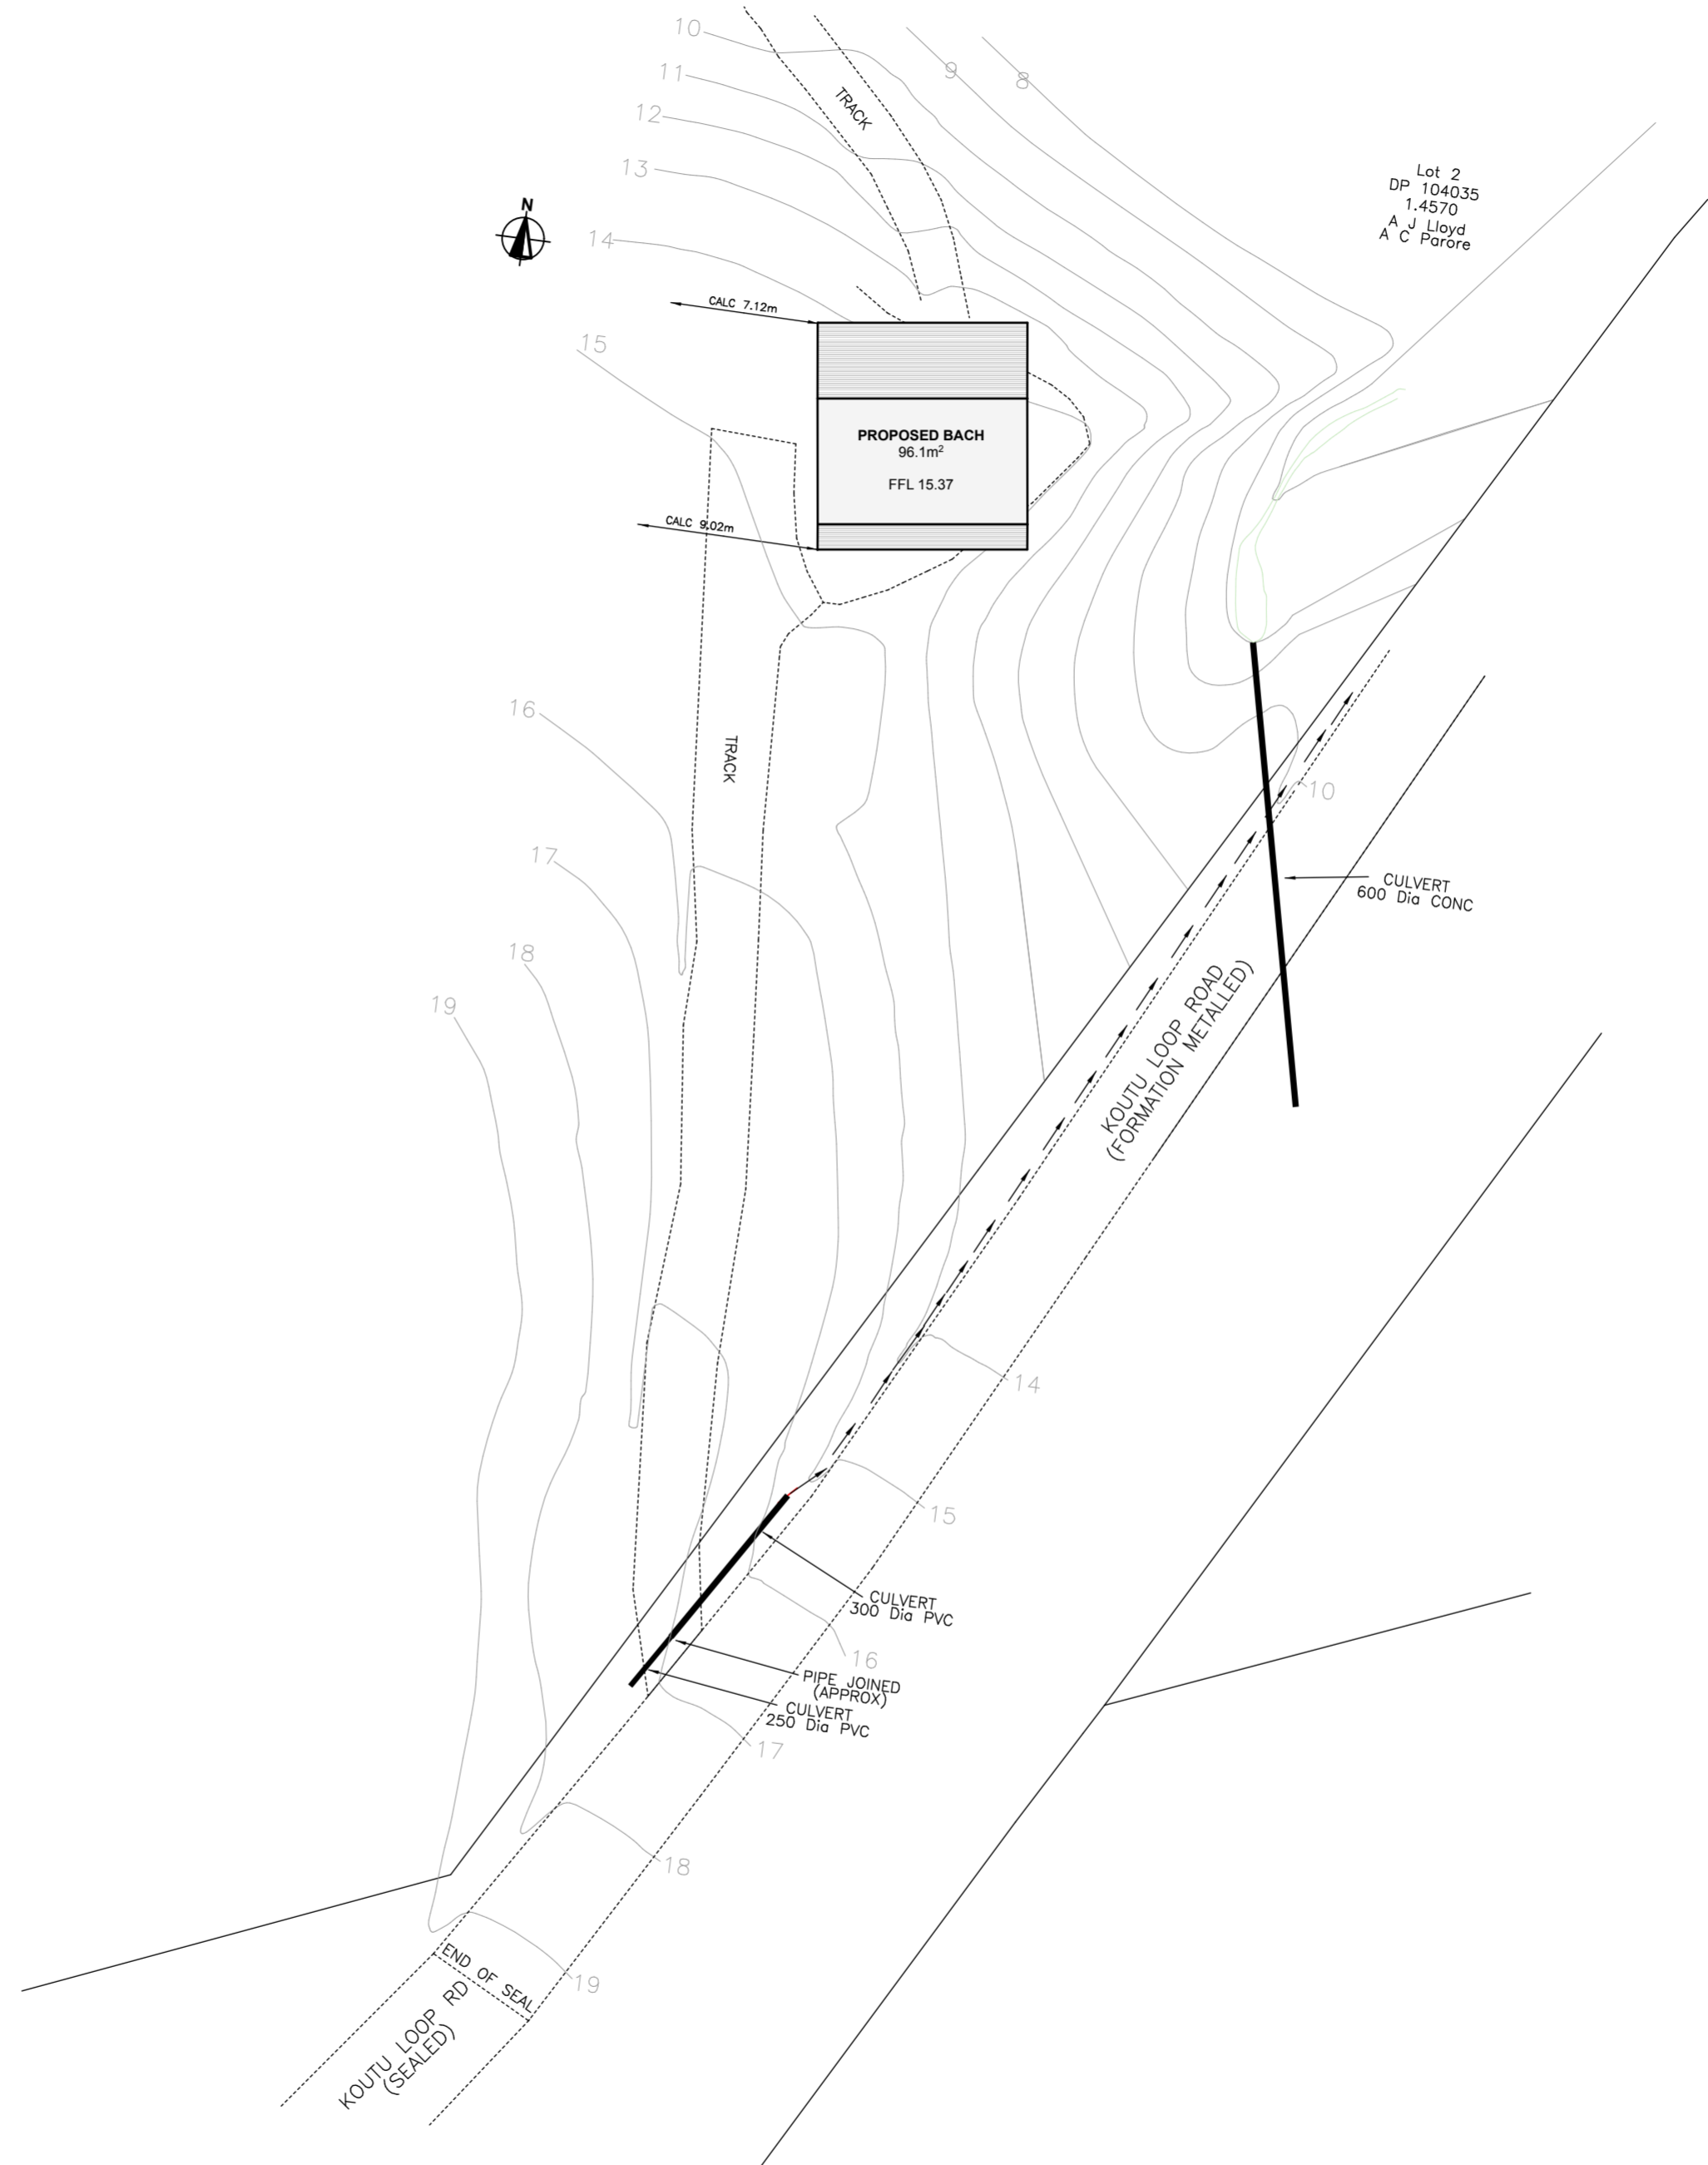 10
9
8
11
TRACK
12
13
Lot 2
DP 104035
1.4570
A J Lloyd
A C Parore
N
14
CALC 7.12m
15
PROPOSED BACH
96.1m²
FFL 15.37
CALC 9.02m
16
TRACK
10
17
CULVERT
600 Dia CONC
18
19
KOUTU LOOP ROAD
(FORMATION METALLED)
14
15
CULVERT
300 Dia PVC
16
PIPE JOINED
(APPROX)
CULVERT
250 Dia PVC
17
18
END OF SEAL
19
KOUTU LOOP RD
(SEALED)